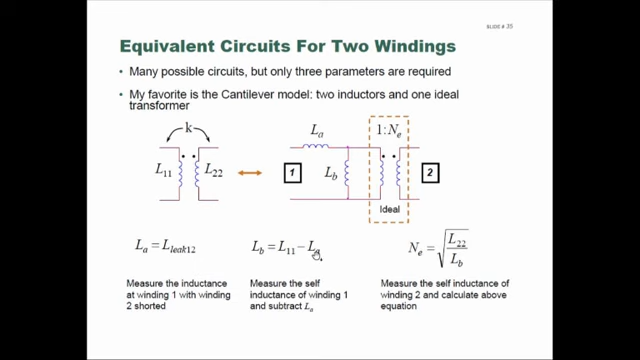 SLIDE # 35
Equivalent Circuits For Two Windings
• Many possible circuits, but only three parameters are required
• My favorite is the Cantilever model: two inductors and one ideal
transformer
k
L11
L22
1
La
Lb
1:Ne
Ideal
2
La = Lleak12
Lb = L11 − La
Ne = √(L22 / Lb)
Measure the inductance
at winding 1 with winding
2 shorted
Measure the self
inductance of winding 1
and subtract La
Measure the self inductance of
winding 2 and calculate above
equation